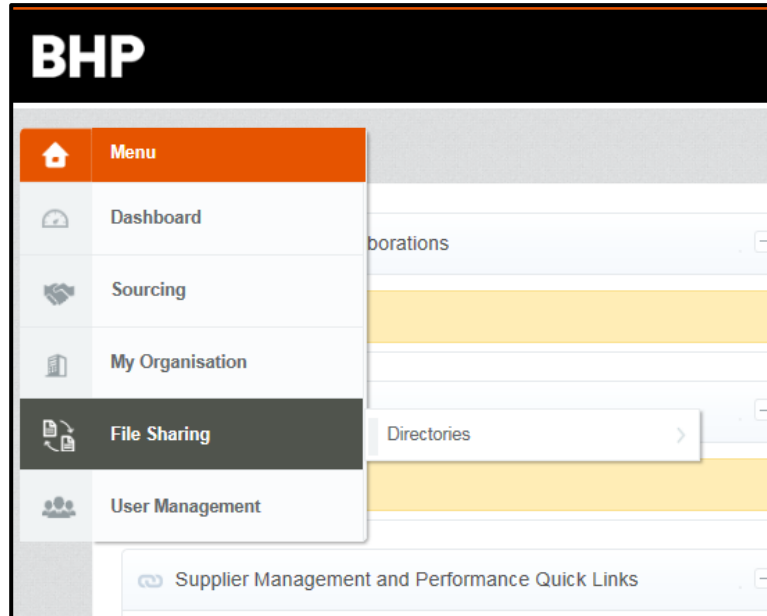 BHP
Menu
Dashboard
borations
Sourcing
My Organisation
File Sharing
Directories
User Management
Supplier Management and Performance Quick Links